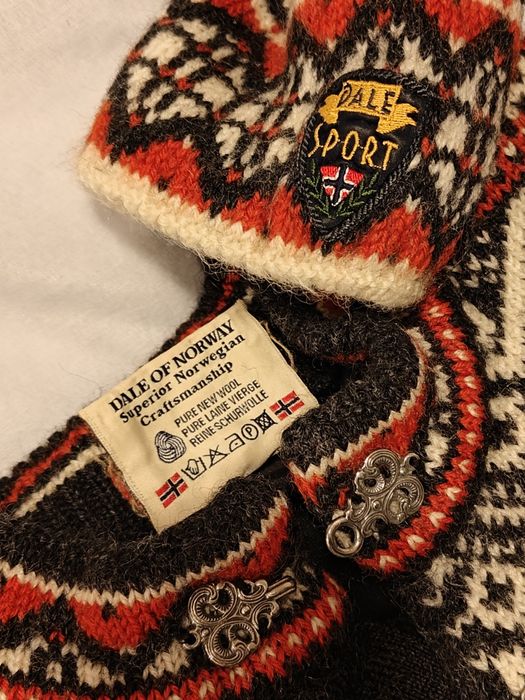 DALE
SPORT
DALE OF NORWAY
Superior Norwegian
Craftsmanship
PURE NEW WOOL
PURE LAINE VIERGE
REINE SCHURWOLLE